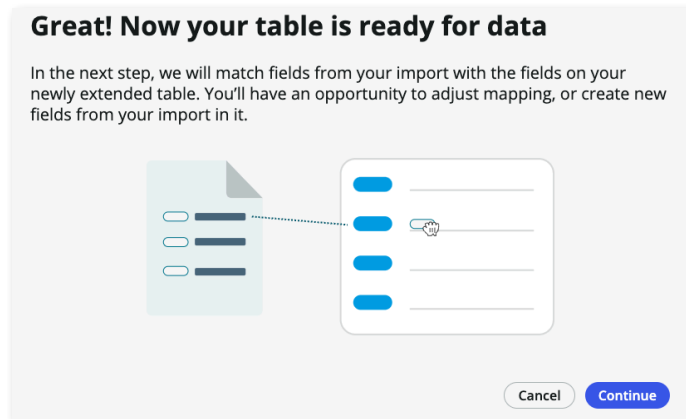 Great! Now your table is ready for data
In the next step, we will match fields from your import with the fields on your
newly extended table. You’ll have an opportunity to adjust mapping, or create new
fields from your import in it.
Cancel
Continue